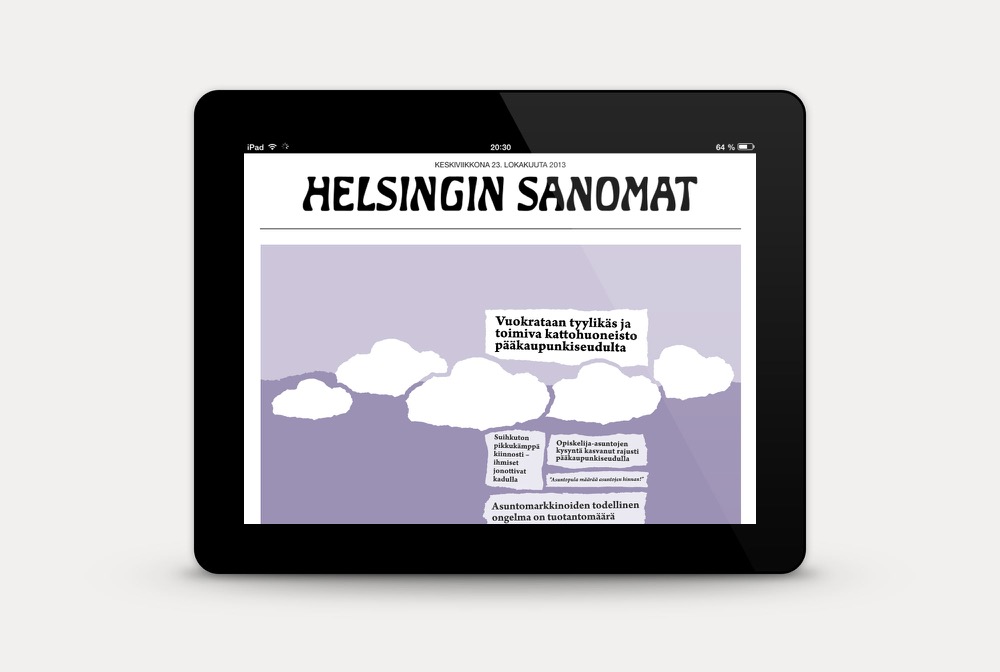 iPad 20:30 64 %
KESKIVIIKKONA 23. LOKAKUUTA 2013
HELSINGIN SANOMAT
Vuokrataan tyylikäs ja
toimiva kattohuoneisto
pääkaupunkiseudulta
Suihkuton
pikkukämppä
kiinnosti –
ihmiset
jonottivat
kadulla
Opiskelija-asuntojen
kysyntä kasvanut rajusti
pääkaupunkiseudulla
"Asuntopula määrää asuntojen hinnan!"
Asuntomarkkinoiden todellinen
ongelma on tuotantomäärä